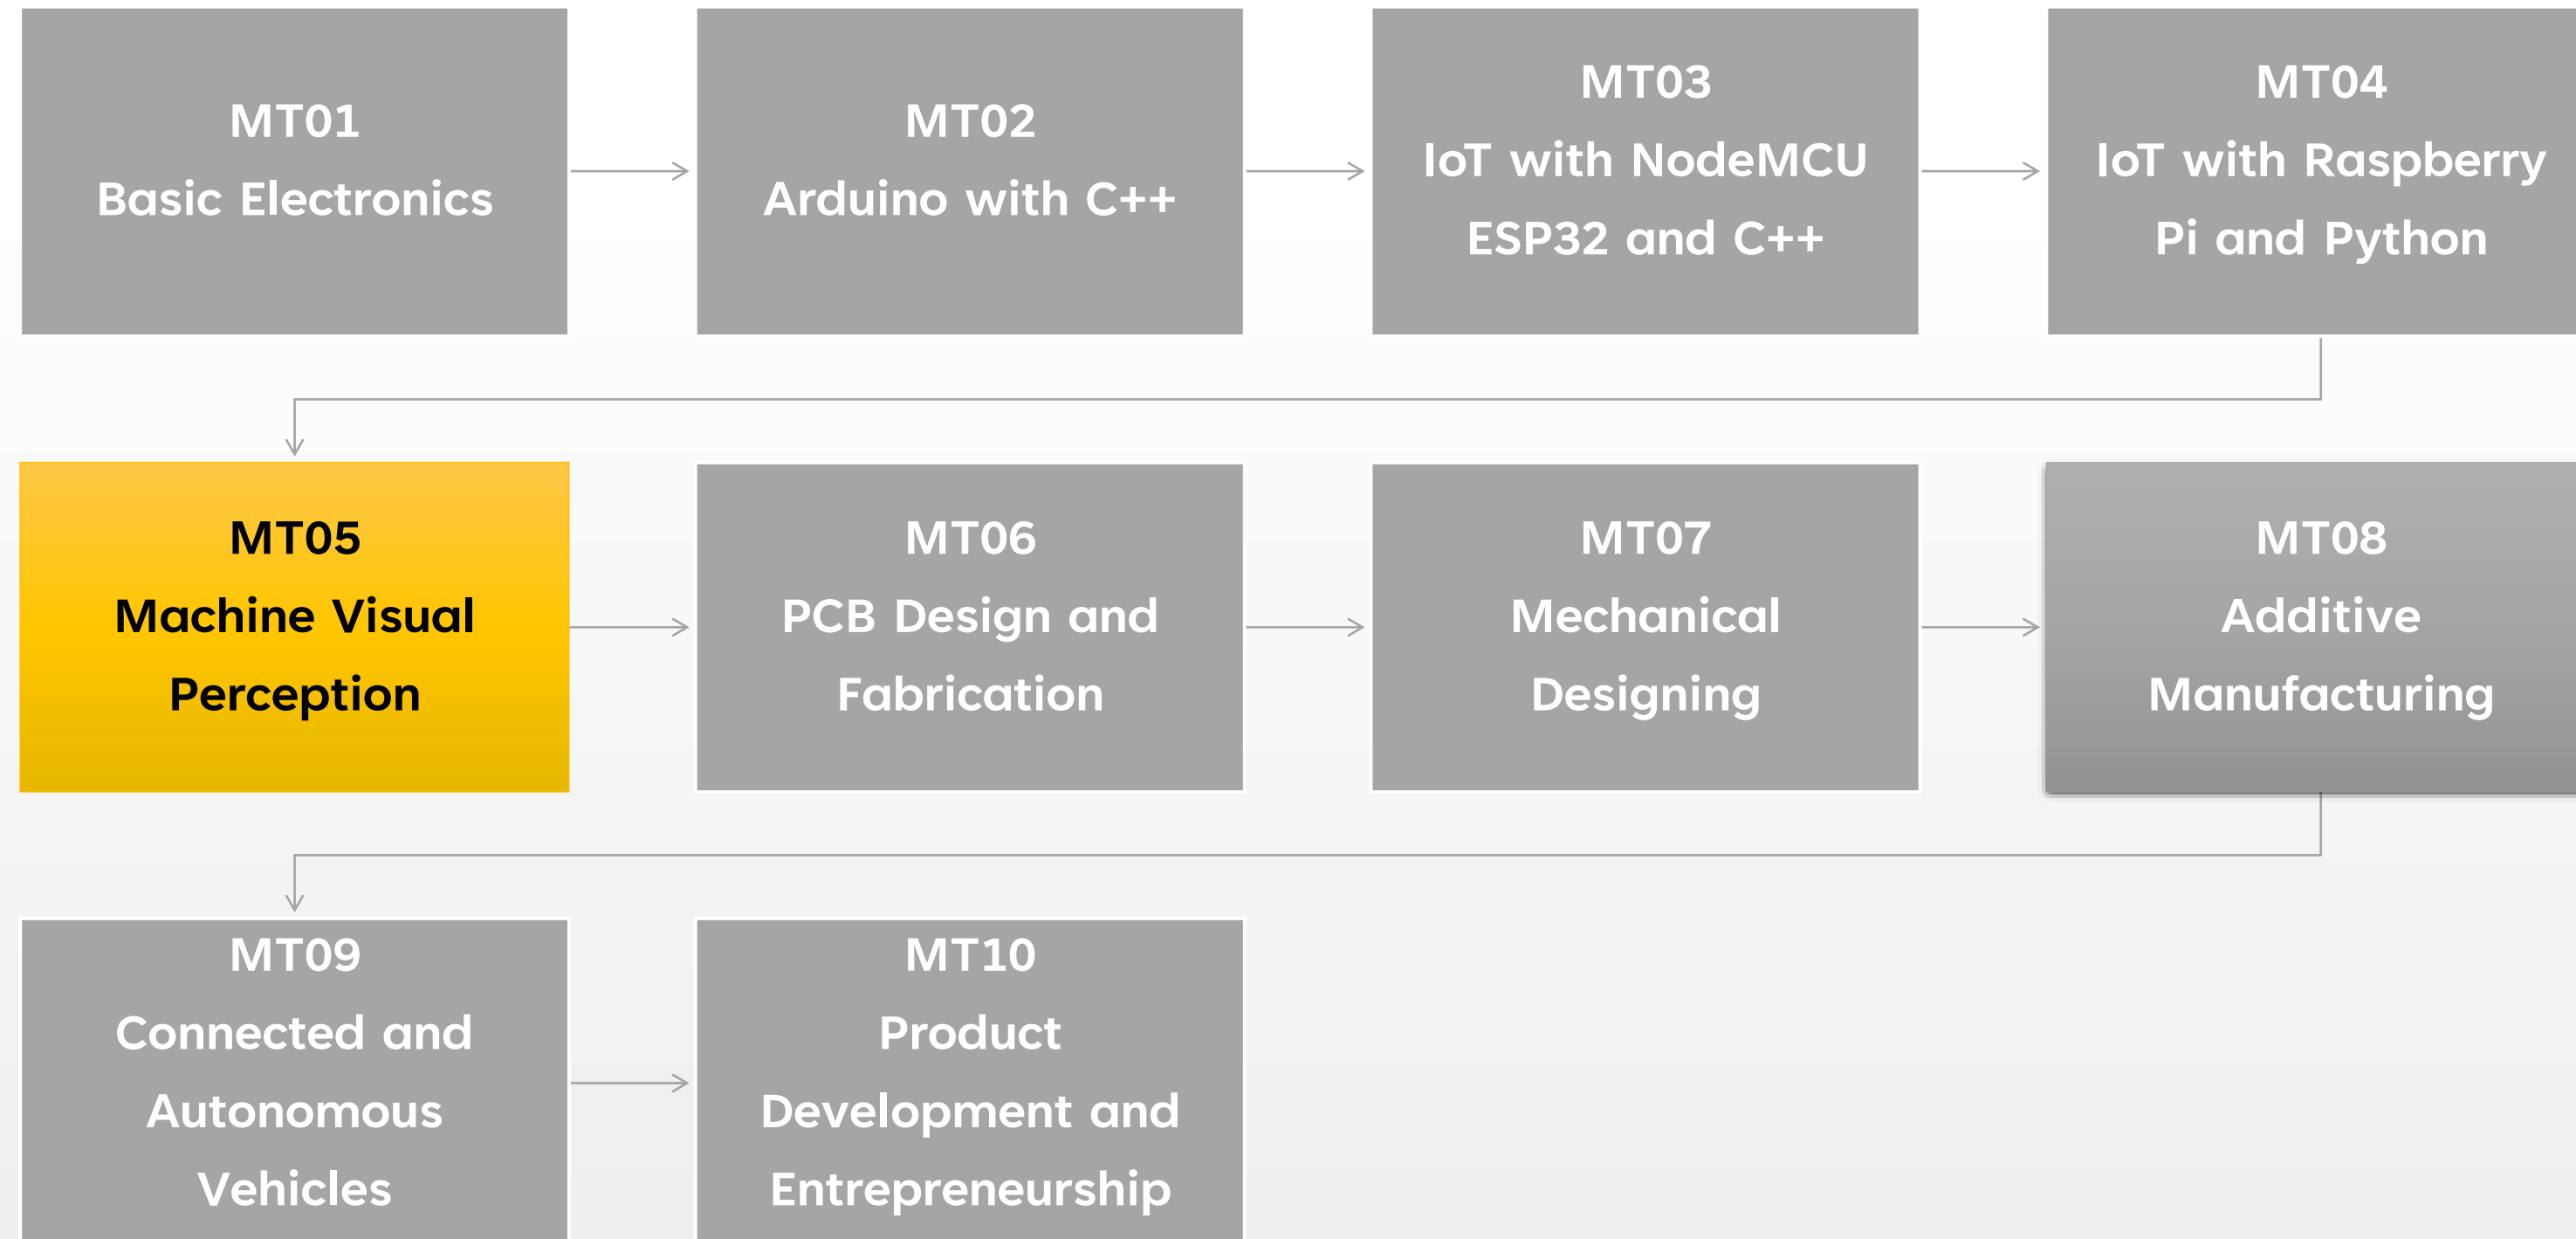 MT01
Basic Electronics
MT02
Arduino with C++
MT03
IoT with NodeMCU
ESP32 and C++
MT04
IoT with Raspberry
Pi and Python
MT05
Machine Visual
Perception
MT06
PCB Design and
Fabrication
MT07
Mechanical
Designing
MT08
Additive
Manufacturing
MT09
Connected and
Autonomous
Vehicles
MT10
Product
Development and
Entrepreneurship